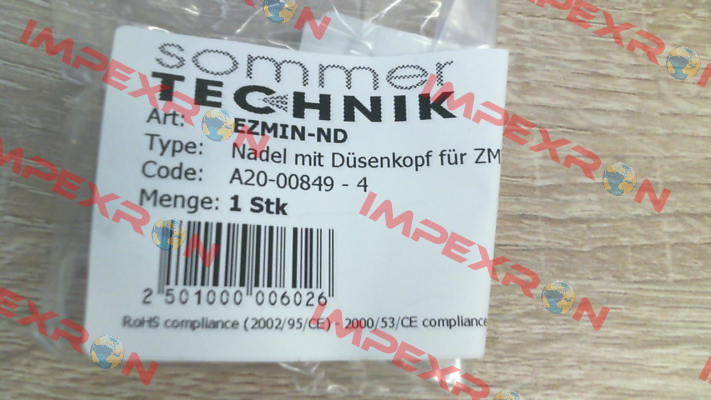 sommer
TECHNIK
Art: EZMIN-ND
Type: Nadel mit Düsenkopf für ZM
Code: A20-00849 - 4
Menge: 1 Stk
2 501000 006026
RoHS compliance (2002/95/CE) - 2000/53/CE compliance
IMPEXRON
IMPEXRON
IMPEXRON
IMPEXRON
IMPEXRON
IMPEXRON